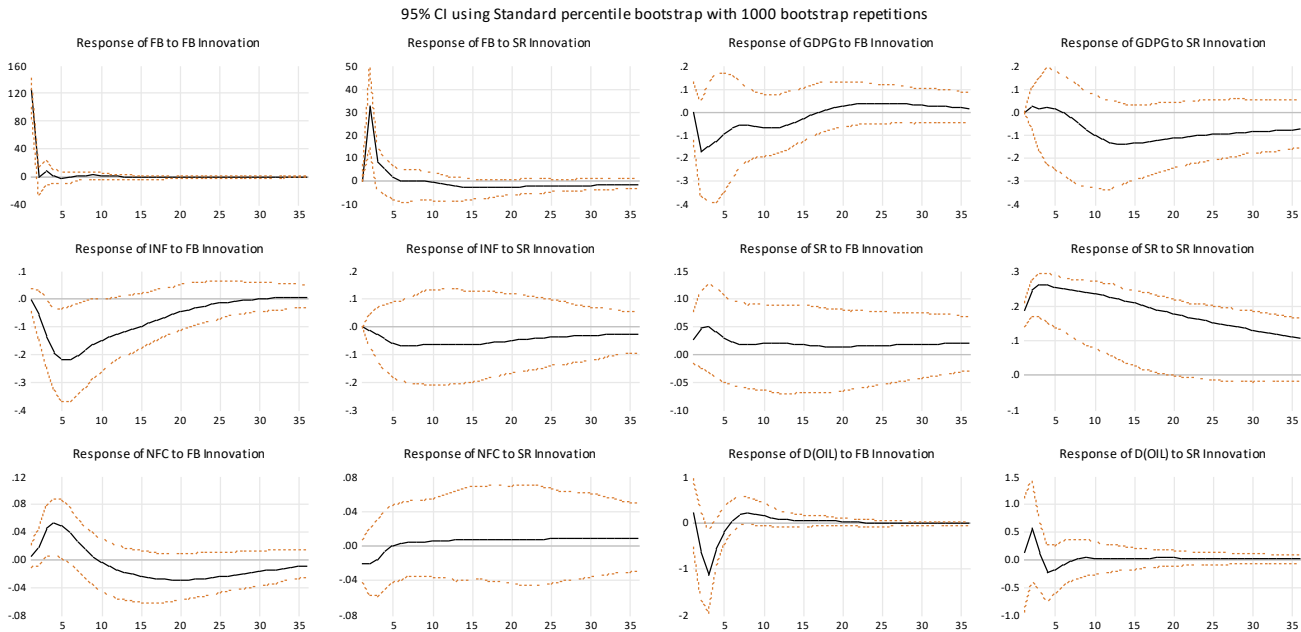 95% CI using Standard percentile bootstrap with 1000 bootstrap repetitions
Response of FB to FB Innovation
160
120
80
40
0
-40
5 10 15 20 25 30 35
Response of FB to SR Innovation
50
40
30
20
10
0
-10
5 10 15 20 25 30 35
Response of GDPG to FB Innovation
.2
.1
.0
-.1
-.2
-.3
-.4
5 10 15 20 25 30 35
Response of GDPG to SR Innovation
.2
.1
.0
-.1
-.2
-.3
-.4
5 10 15 20 25 30 35
Response of INF to FB Innovation
.1
.0
-.1
-.2
-.3
-.4
5 10 15 20 25 30 35
Response of INF to SR Innovation
.2
.1
.0
-.1
-.2
-.3
5 10 15 20 25 30 35
Response of SR to FB Innovation
.15
.10
.05
.00
-.05
-.10
5 10 15 20 25 30 35
Response of SR to SR Innovation
.3
.2
.1
.0
-.1
5 10 15 20 25 30 35
Response of NFC to FB Innovation
.12
.08
.04
.00
-.04
-.08
5 10 15 20 25 30 35
Response of NFC to SR Innovation
.08
.04
.00
-.04
-.08
5 10 15 20 25 30 35
Response of D(OIL) to FB Innovation
1
0
-1
-2
5 10 15 20 25 30 35
Response of D(OIL) to SR Innovation
1.5
1.0
0.5
0.0
-0.5
-1.0
5 10 15 20 25 30 35